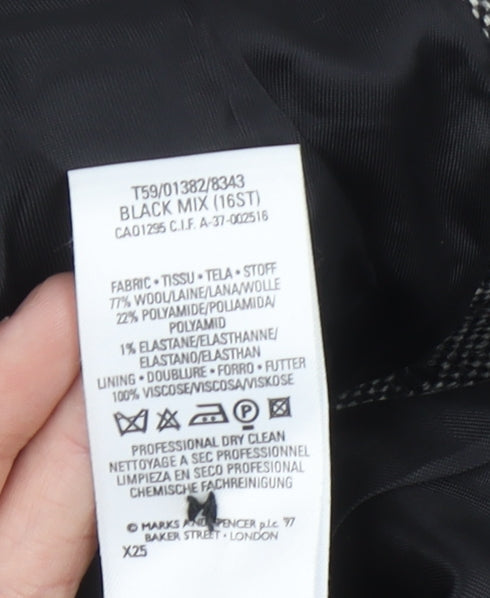 T59/01382/8343
BLACK MIX (16ST)
CA01295 C.I.F. A-37-002516
FABRIC • TISSU • TELA • STOFF
77% WOOL/LAINE/LANA/WOLLE
22% POLYAMIDE/POLIAMIDA/
POLYAMID
1% ELASTANE/ELASTHANNE/
ELASTANO/ELASTHAN
LINING • DOUBLURE • FORRO • FUTTER
100% VISCOSE/VISCOSA/VISKOSE
P
PROFESSIONAL DRY CLEAN
NETTOYAGE A SEC PROFESSIONNEL
LIMPIEZA EN SECO PROFESIONAL
CHEMISCHE FACHREINIGUNG
© MARKS AND SPENCER p.l.c. '97
BAKER STREET • LONDON
X25